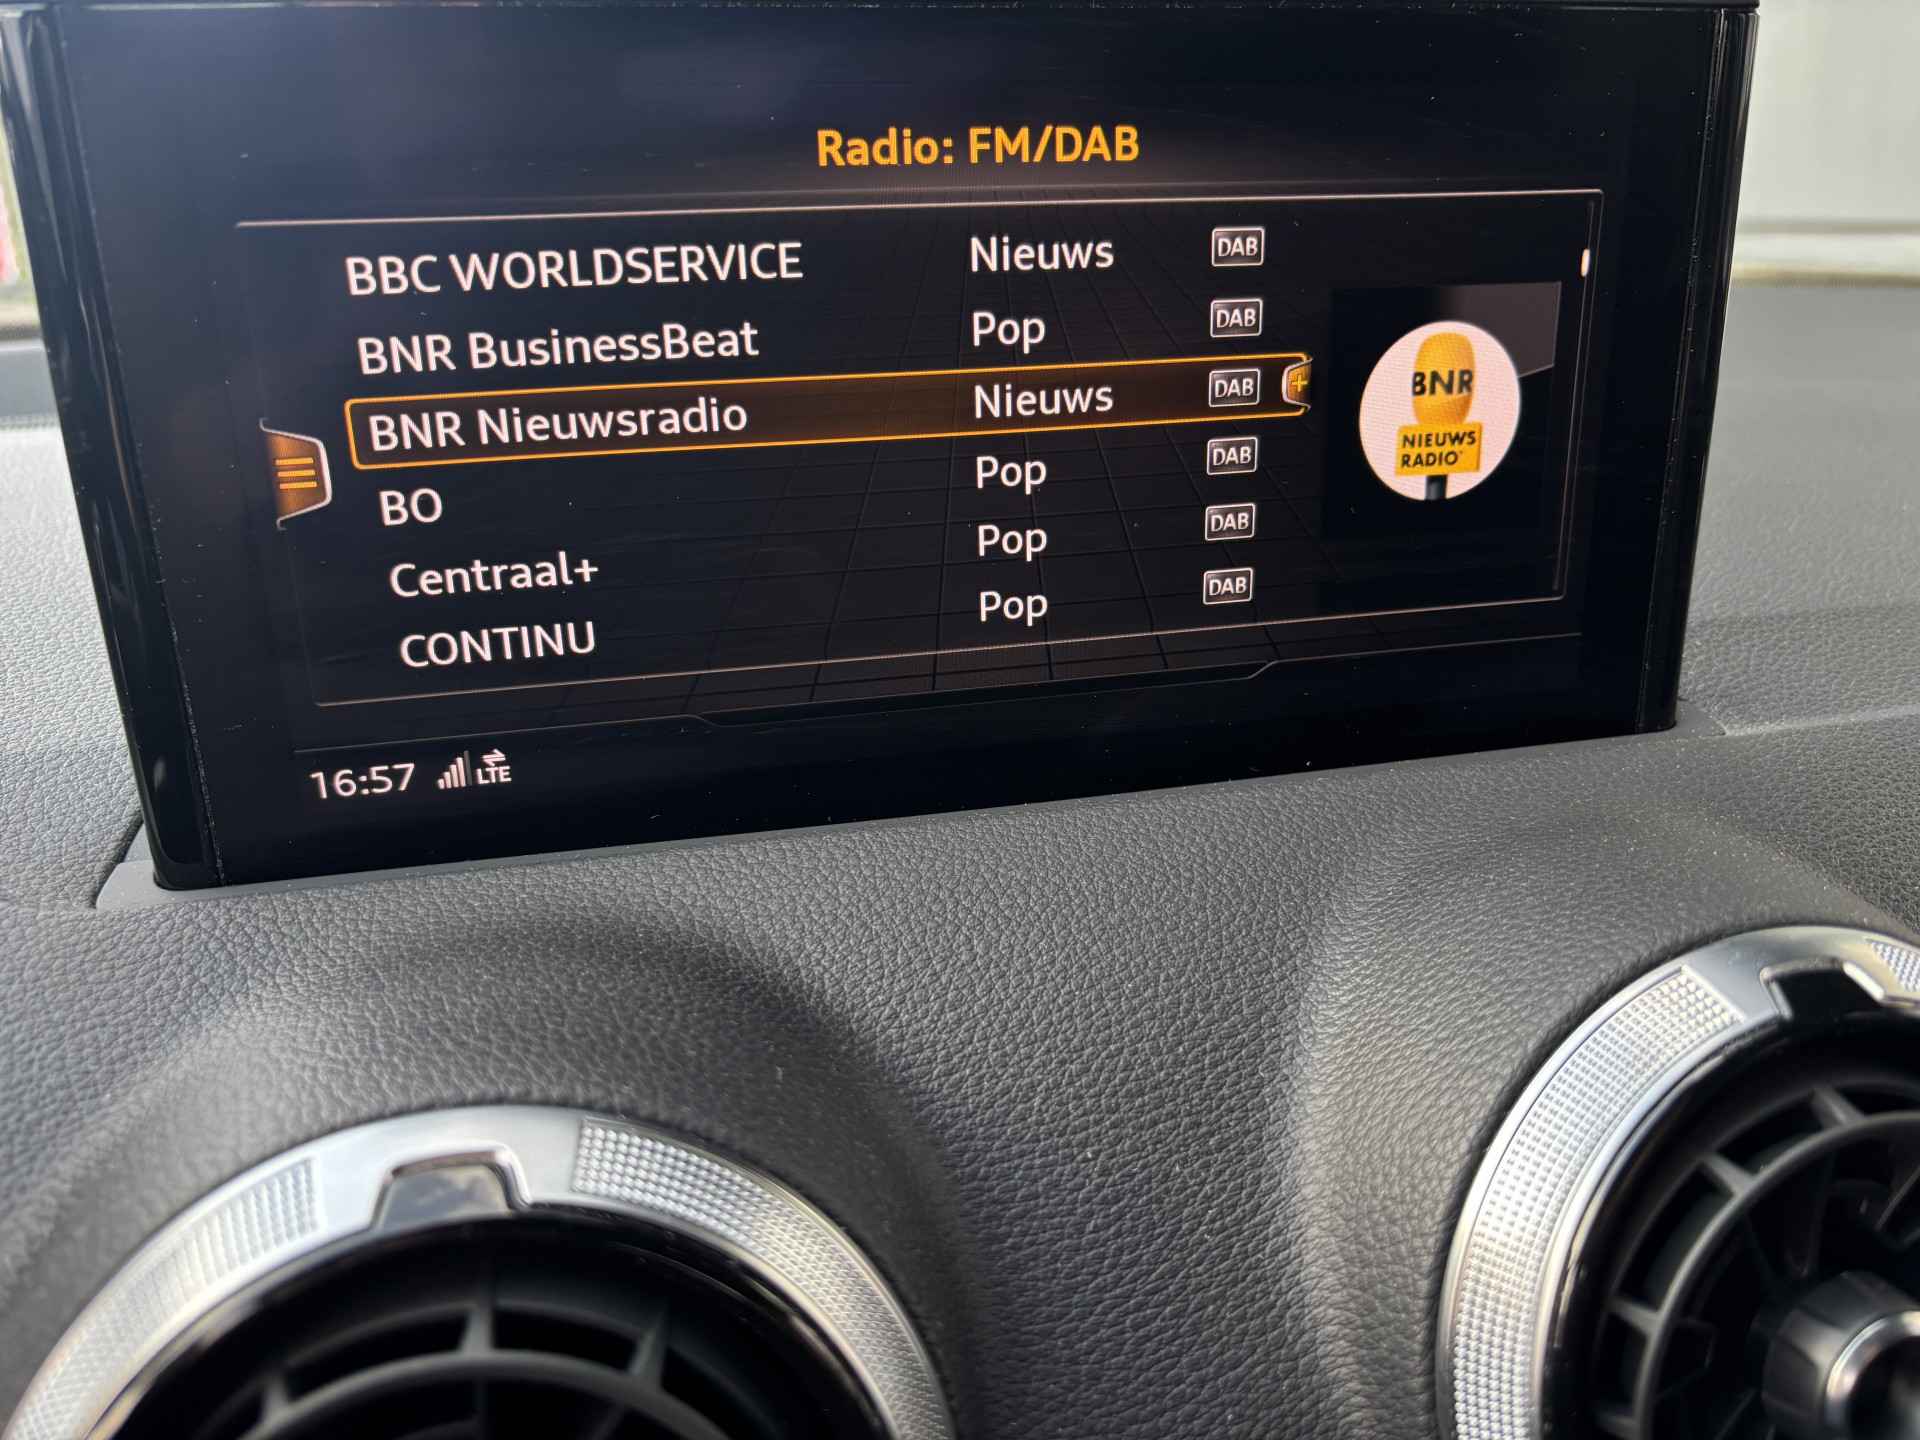 Radio: FM/DAB
BBC WORLDSERVICE Nieuws DAB
BNR BusinessBeat Pop DAB
BNR Nieuwsradio Nieuws DAB +
BO Pop DAB
Centraal+ Pop DAB
CONTINU Pop DAB
BNR
NIEUWS
RADIO
16:57 LTE